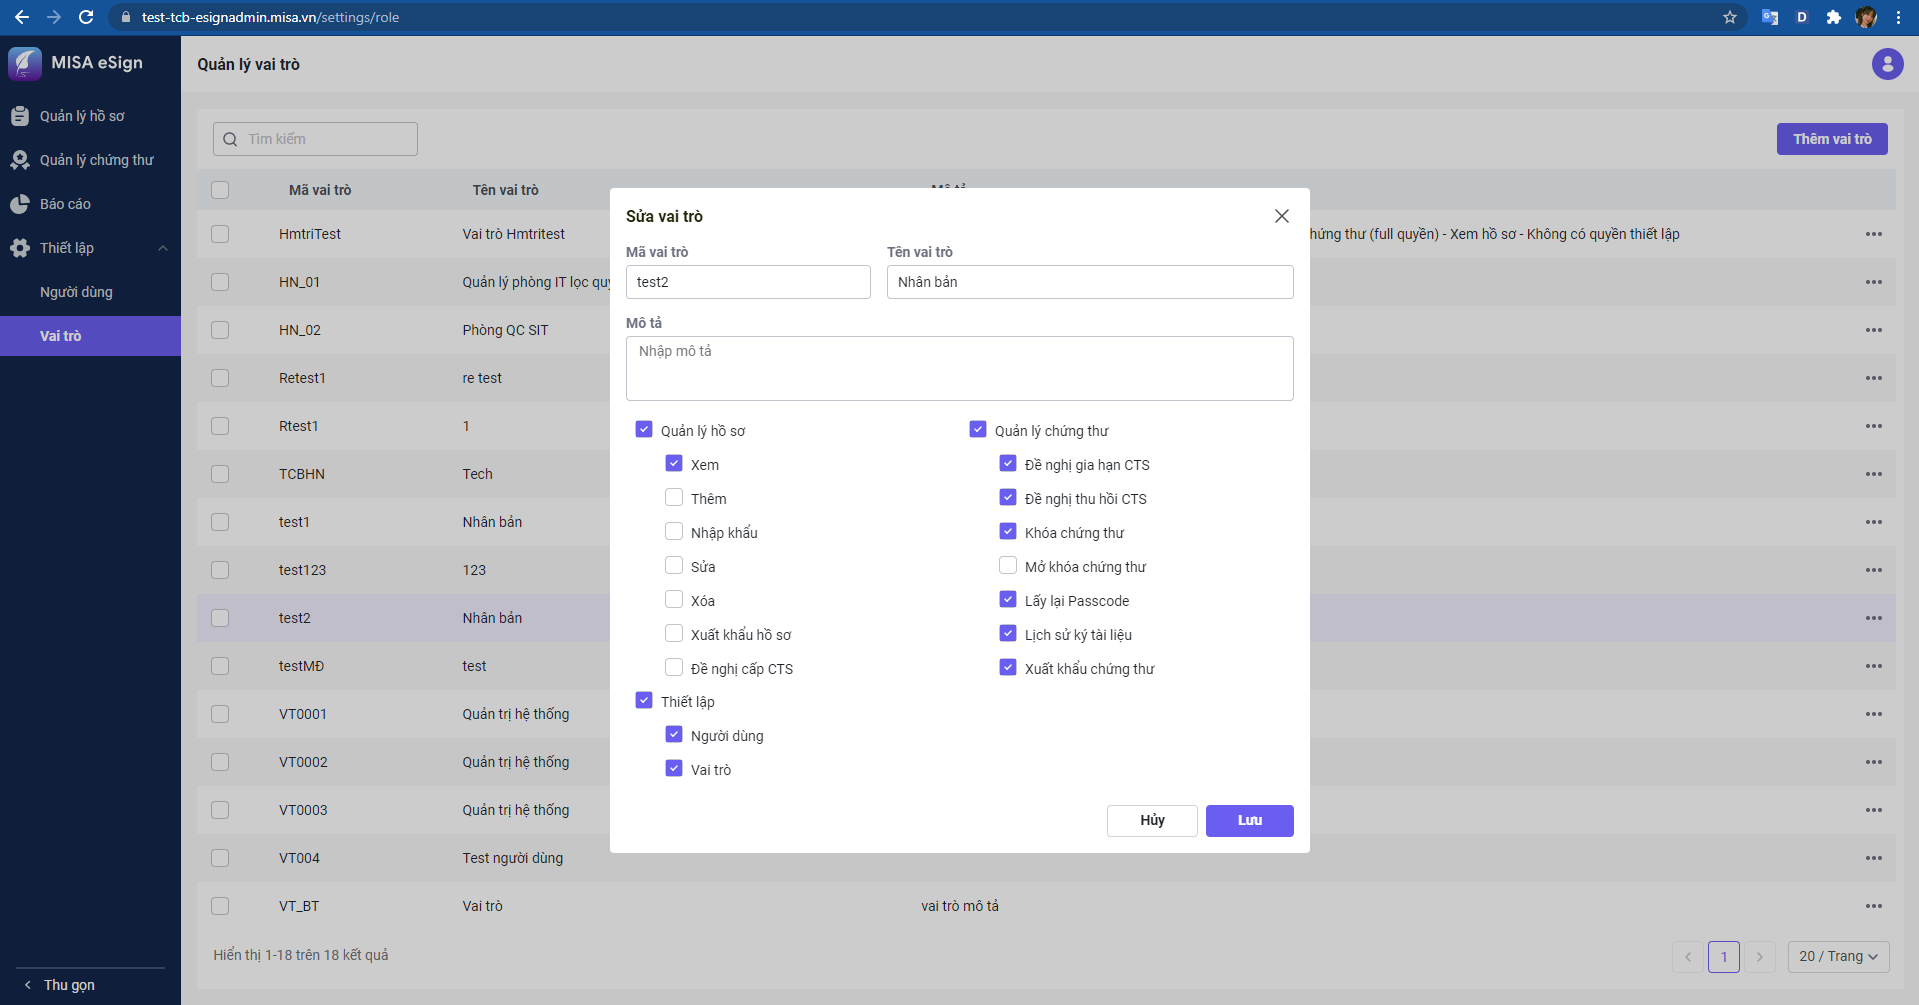 test-tcb-esignadmin.misa.vn/settings/role
D
MISA eSign
Quản lý vai trò
Quản lý hồ sơ
Quản lý chứng thư
Báo cáo
Thiết lập
Người dùng
Vai trò
Thu gọn
Tìm kiếm
Thêm vai trò
Mã vai trò Tên vai trò Mô tả
HmtriTest Vai trò Hmtritest hứng thư (full quyền) - Xem hồ sơ - Không có quyền thiết lập
HN_01 Quản lý phòng IT lọc quy
HN_02 Phòng QC SIT
Retest1 re test
Rtest1 1
TCBHN Tech
test1 Nhân bản
test123 123
test2 Nhân bản
testMĐ test
VT0001 Quản trị hệ thống
VT0002 Quản trị hệ thống
VT0003 Quản trị hệ thống
VT004 Test người dùng
VT_BT Vai trò vai trò mô tả
Hiển thị 1-18 trên 18 kết quả
1
20 / Trang
Sửa vai trò
Mã vai trò Tên vai trò
test2 Nhân bản
Mô tả
Nhập mô tả
Quản lý hồ sơ
Xem
Thêm
Nhập khẩu
Sửa
Xóa
Xuất khẩu hồ sơ
Đề nghị cấp CTS
Thiết lập
Người dùng
Vai trò
Quản lý chứng thư
Đề nghị gia hạn CTS
Đề nghị thu hồi CTS
Khóa chứng thư
Mở khóa chứng thư
Lấy lại Passcode
Lịch sử ký tài liệu
Xuất khẩu chứng thư
Hủy Lưu